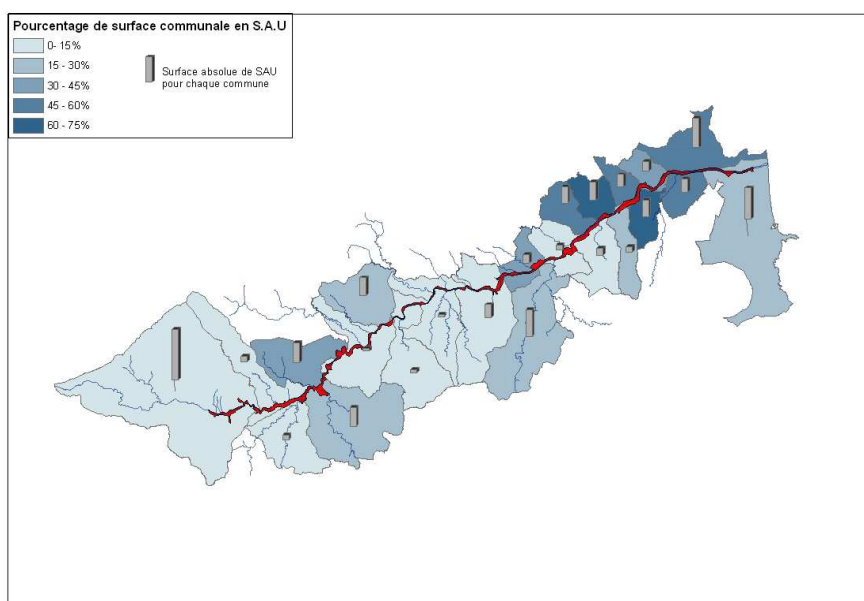 Pourcentage de surface communale en S.A.U
0- 15%
15 - 30%
30 - 45%
45 - 60%
60 - 75%
Surface absolue de SAU
pour chaque commune